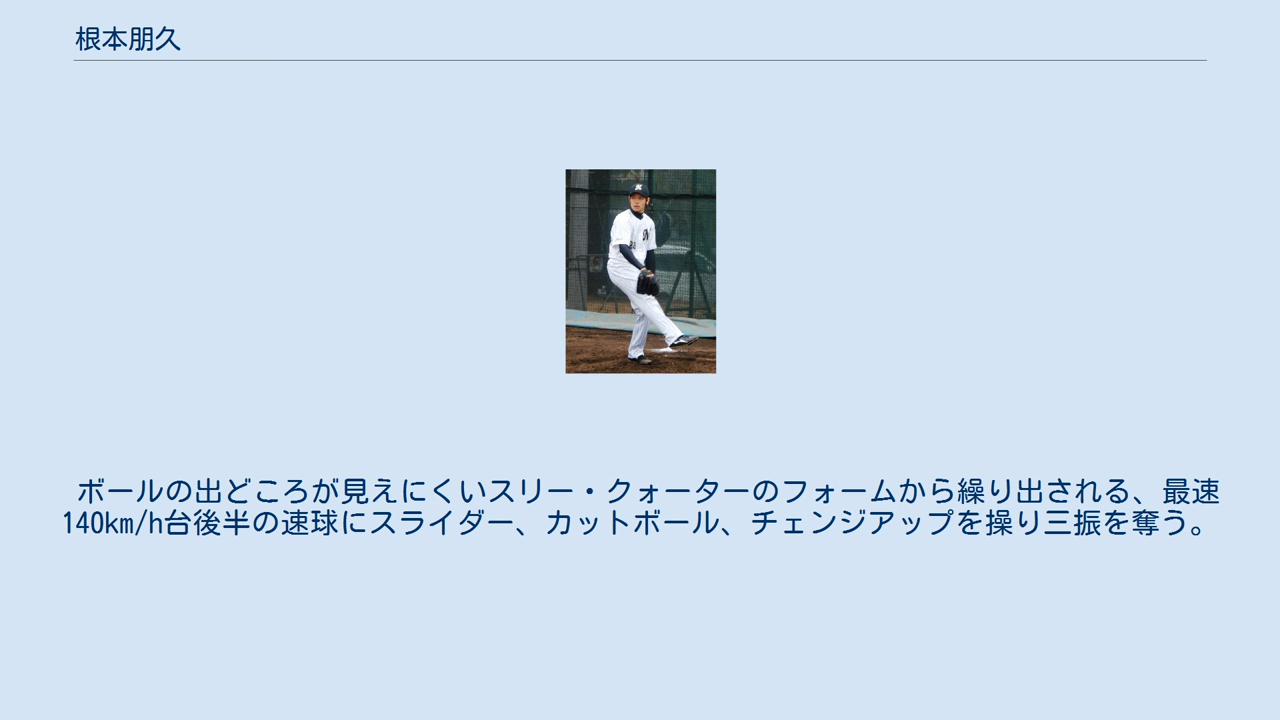 根本朋久
ボールの出どころが見えにくいスリー・クォーターのフォームから繰り出される、最速
140km/h台後半の速球にスライダー、カットボール、チェンジアップを操り三振を奪う。